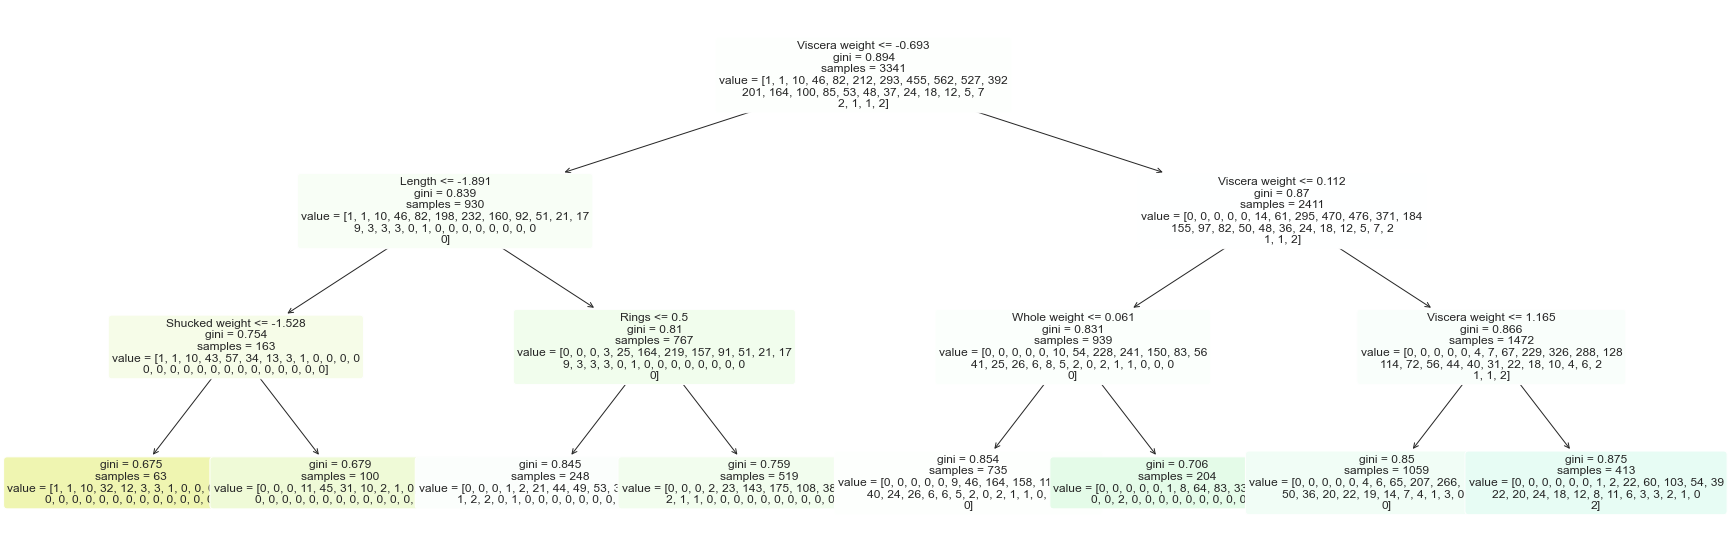 Viscera weight <= -0.693
gini = 0.894
samples = 3341
value = [1, 1, 10, 46, 82, 212, 293, 455, 562, 527, 392
201, 164, 100, 85, 53, 48, 37, 24, 18, 12, 5, 7
2, 1, 1, 2]
Length <= -1.891
gini = 0.839
samples = 930
value = [1, 1, 10, 46, 82, 198, 232, 160, 92, 51, 21, 17
9, 3, 3, 3, 0, 1, 0, 0, 0, 0, 0, 0, 0, 0
0]
Viscera weight <= 0.112
gini = 0.87
samples = 2411
value = [0, 0, 0, 0, 0, 14, 61, 295, 470, 476, 371, 184
155, 97, 82, 50, 48, 36, 24, 18, 12, 5, 7, 2
1, 1, 2]
Shucked weight <= -1.528
gini = 0.754
samples = 163
value = [1, 1, 10, 43, 57, 34, 13, 3, 1, 0, 0, 0, 0
0, 0, 0, 0, 0, 0, 0, 0, 0, 0, 0, 0, 0, 0]
Rings <= 0.5
gini = 0.81
samples = 767
value = [0, 0, 0, 3, 25, 164, 219, 157, 91, 51, 21, 17
9, 3, 3, 3, 0, 1, 0, 0, 0, 0, 0, 0, 0, 0
0]
Whole weight <= 0.061
gini = 0.831
samples = 939
value = [0, 0, 0, 0, 0, 10, 54, 228, 241, 150, 83, 56
41, 25, 26, 6, 8, 5, 2, 0, 2, 1, 1, 0, 0, 0
0]
Viscera weight <= 1.165
gini = 0.866
samples = 1472
value = [0, 0, 0, 0, 0, 4, 7, 67, 229, 326, 288, 128
114, 72, 56, 44, 40, 31, 22, 18, 10, 4, 6, 2
1, 1, 2]
gini = 0.675
samples = 63
value = [1, 1, 10, 32, 12, 3, 3, 1, 0, 0,
0, 0, 0, 0, 0, 0, 0, 0, 0, 0, 0, 0, 0,
gini = 0.679
samples = 100
value = [0, 0, 0, 11, 45, 31, 10, 2, 1, 0
0, 0, 0, 0, 0, 0, 0, 0, 0, 0, 0, 0,
gini = 0.845
samples = 248
value = [0, 0, 0, 1, 2, 21, 44, 49, 53,
1, 2, 2, 0, 1, 0, 0, 0, 0, 0, 0,
gini = 0.759
samples = 519
value = [0, 0, 0, 2, 23, 143, 175, 108, 38
2, 1, 1, 0, 0, 0, 0, 0, 0, 0, 0, 0
gini = 0.854
samples = 735
value = [0, 0, 0, 0, 0, 9, 46, 164, 158, 11
40, 24, 26, 6, 6, 5, 2, 0, 2, 1, 1, 0,
0]
gini = 0.706
samples = 204
value = [0, 0, 0, 0, 0, 1, 8, 64, 83, 33
0, 0, 2, 0, 0, 0, 0, 0, 0, 0, 0
gini = 0.85
samples = 1059
value = [0, 0, 0, 0, 0, 4, 6, 65, 207, 266,
50, 36, 20, 22, 19, 14, 7, 4, 1, 3, 0
0]
gini = 0.875
samples = 413
value = [0, 0, 0, 0, 0, 0, 1, 2, 22, 60, 103, 54, 39
22, 20, 24, 18, 12, 8, 11, 6, 3, 3, 2, 1, 0
2]